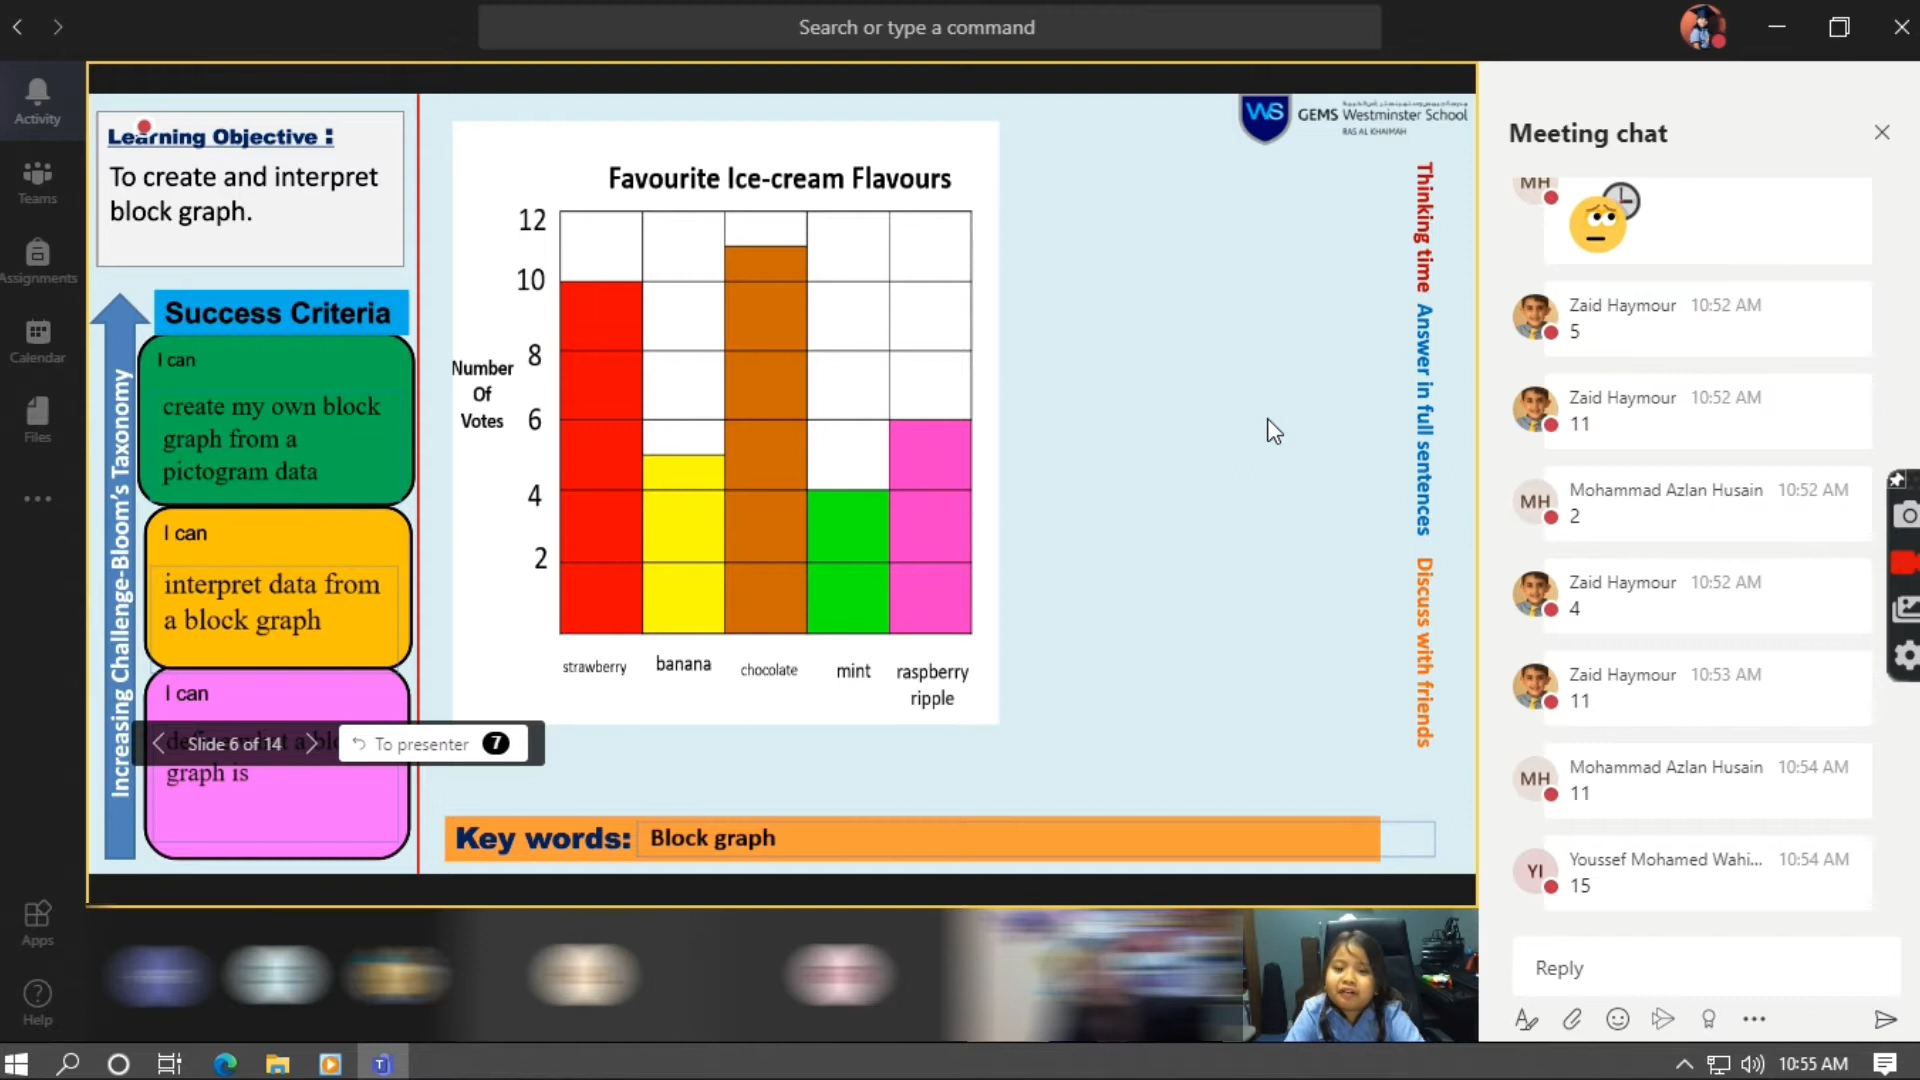 Search or type a command
Activity
Teams
Assignments
Calendar
Files
Apps
Help
Learning Objective :
To create and interpret
block graph.
Increasing Challenge-Bloom's Taxonomy
Success Criteria
I can
create my own block
graph from a
pictogram data
I can
interpret data from
a block graph
I can
graph is
Slide 6 of 14
To presenter
7
Favourite Ice-cream Flavours
12
10
8
6
4
2
Number
Of
Votes
strawberry
banana
chocolate
mint
raspberry
ripple
WS
GEMS Westminster School
RAS AL KHAIMAH
Thinking time Answer in full sentences Discuss with friends
Key words: Block graph
Meeting chat
MH
Zaid Haymour 10:52 AM
5
Zaid Haymour 10:52 AM
11
MH
Mohammad Azlan Husain 10:52 AM
2
Zaid Haymour 10:52 AM
4
Zaid Haymour 10:53 AM
11
MH
Mohammad Azlan Husain 10:54 AM
11
YI
Youssef Mohamed Wahi... 10:54 AM
15
Reply
10:55 AM